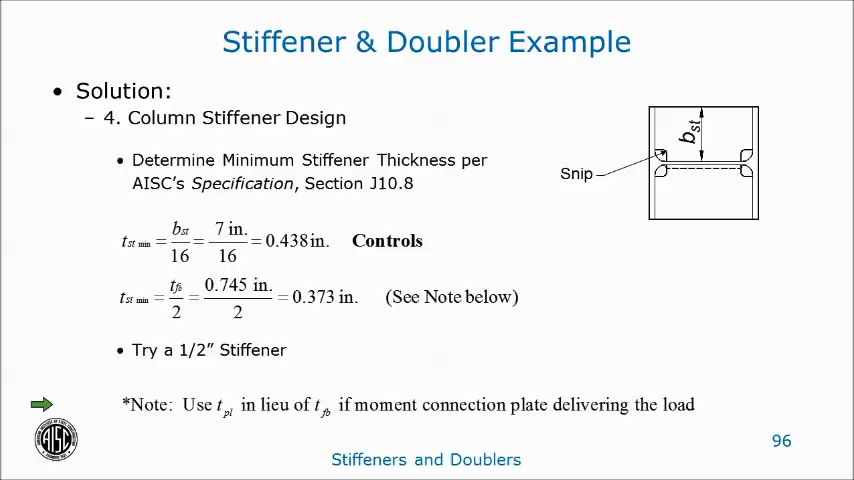 Stiffener & Doubler Example
• Solution:
– 4. Column Stiffener Design
• Determine Minimum Stiffener Thickness per
AISC's Specification, Section J10.8
b_st
Snip
t_st min = b_st/16 = 7 in./16 = 0.438 in. Controls
t_st min = t_fb/2 = 0.745 in./2 = 0.373 in. (See Note below)
• Try a 1/2” Stiffener
*Note: Use t_pl in lieu of t_fb if moment connection plate delivering the load
AISC
96
Stiffeners and Doublers